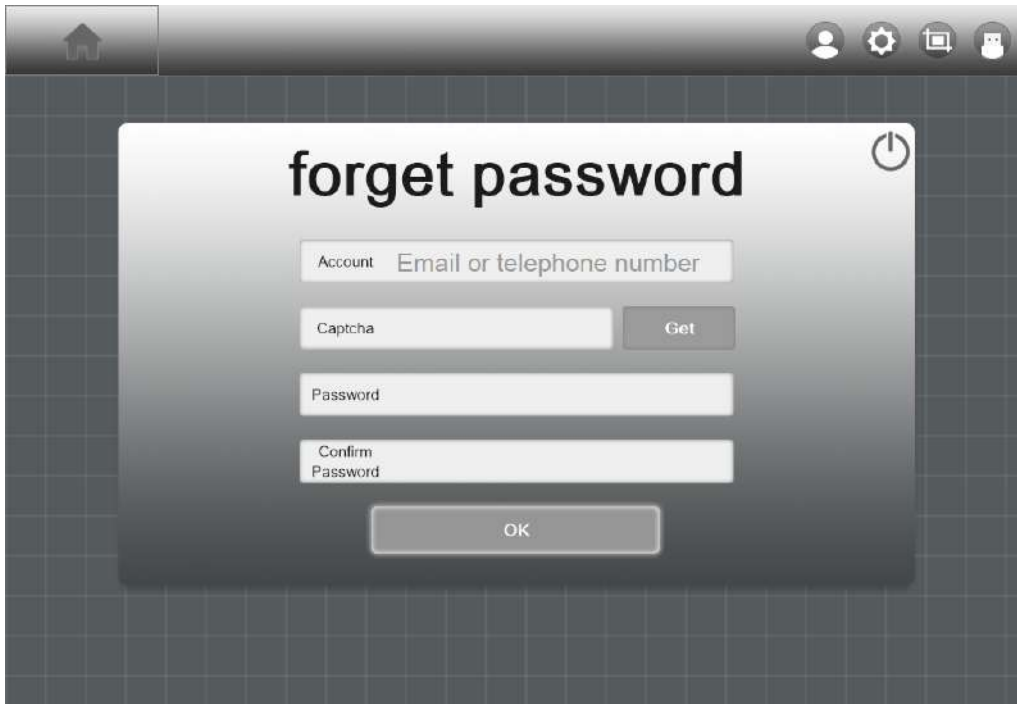 forget password
Account Email or telephone number
Captcha Get
Password
Confirm
Password
OK